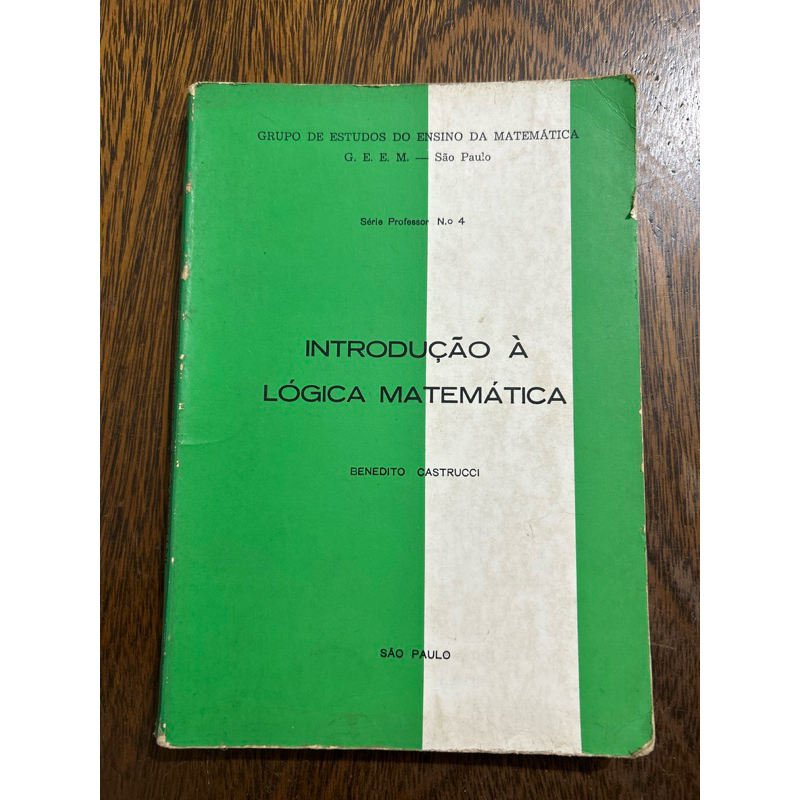 GRUPO DE ESTUDOS DO ENSINO DA MATEMÁTICA
G. E. E. M. — São Paulo
Série Professor N.o 4
INTRODUÇÃO À
LÓGICA MATEMÁTICA
BENEDITO CASTRUCCI
SÃO PAULO